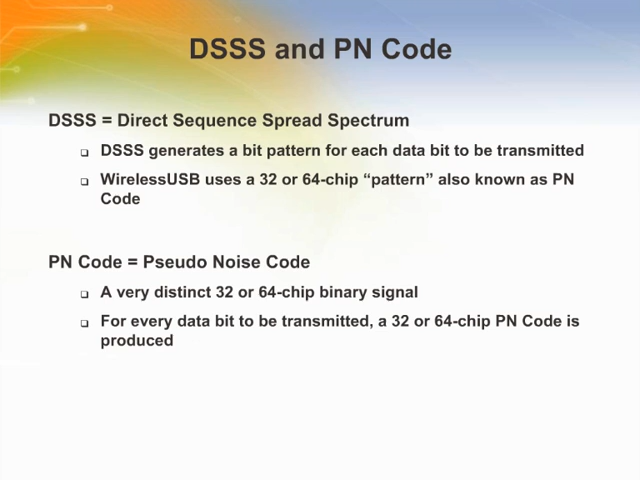 DSSS and PN Code
DSSS = Direct Sequence Spread Spectrum
DSSS generates a bit pattern for each data bit to be transmitted
WirelessUSB uses a 32 or 64-chip “pattern” also known as PN
Code
PN Code = Pseudo Noise Code
A very distinct 32 or 64-chip binary signal
For every data bit to be transmitted, a 32 or 64-chip PN Code is
produced